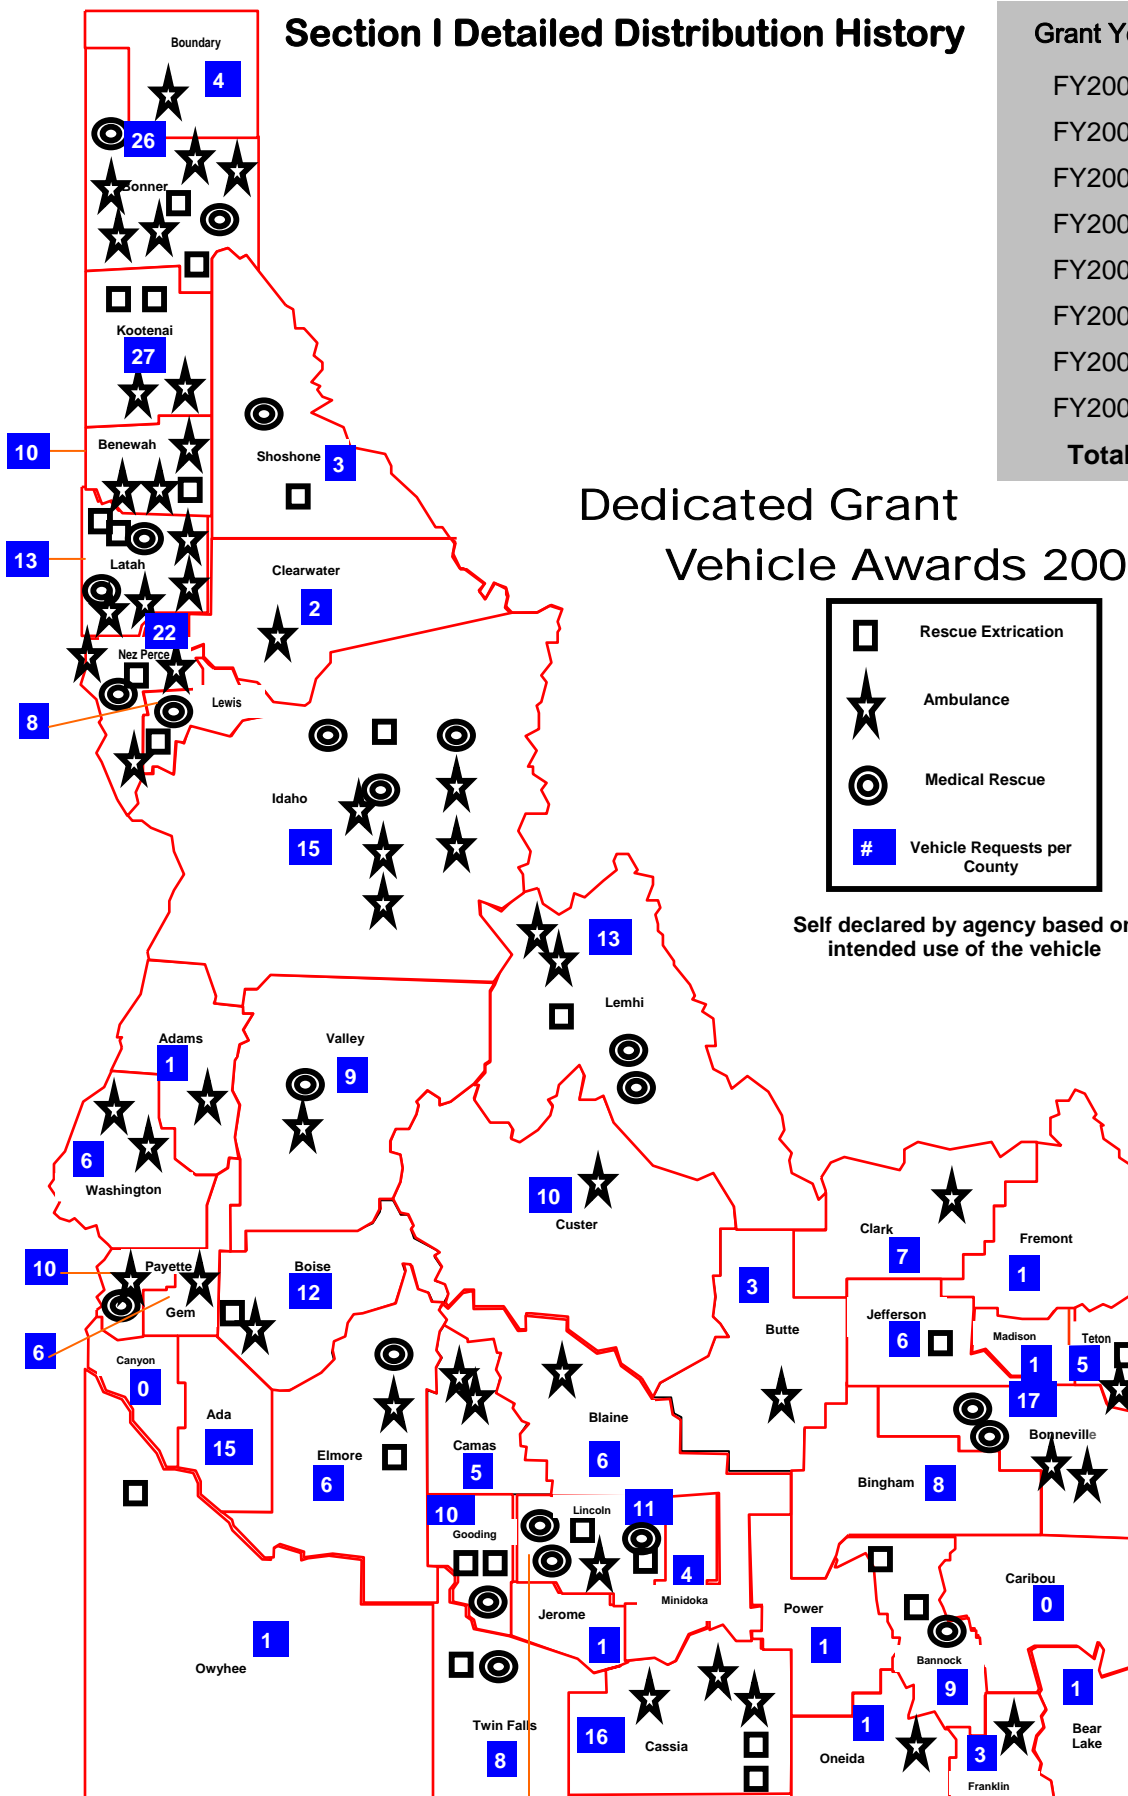 Section I Detailed Distribution History
Grant
FY200
FY200
FY200
FY200
FY200
FY200
FY200
FY200
Total
Boundary
4
26
Bonner
Kootenai
27
Benewah
10
Shoshone
3
13
Latah
Clearwater
2
22
Nez Perce
Lewis
8
Idaho
15
Dedicated Grant
Vehicle Awards 200
Rescue Extrication
Ambulance
Medical Rescue
#
Vehicle Requests per
County
Self declared by agency based on
intended use of the vehicle
13
Lemhi
Adams
1
Valley
9
6
Washington
10
Custer
Clark
7
Fremont
1
10
Payette
Gem
6
Boise
12
3
Butte
Jefferson
6
Madison
1
Teton
5
17
Bonneville
Canyon
0
Ada
15
Elmore
6
Camas
5
Blaine
6
Bingham
8
10
Gooding
Lincoln
11
4
Minidoka
Jerome
1
Power
1
Caribou
0
1
Owyhee
Bannock
9
1
Bear
Lake
Twin Falls
8
16
Cassia
1
Oneida
3
Franklin